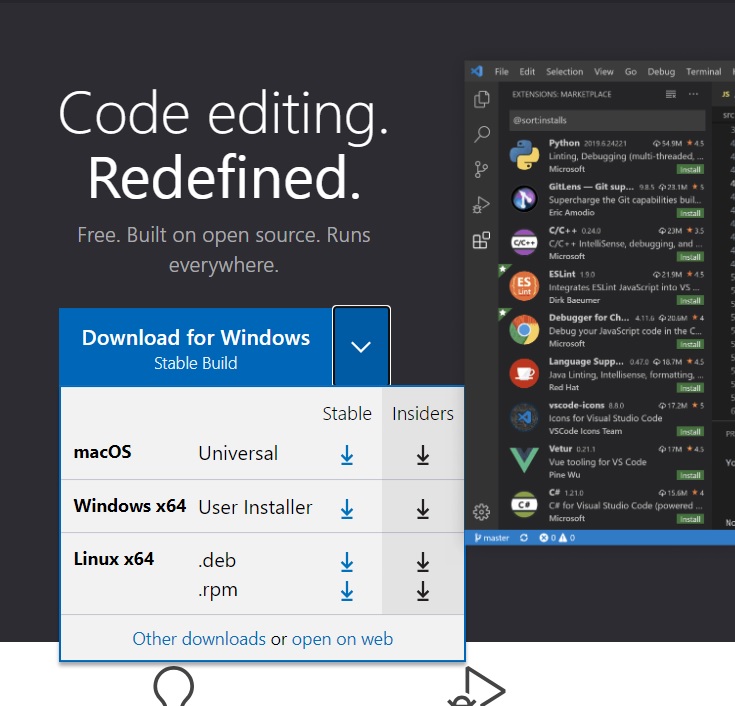 Code editing.
Redefined.
Free. Built on open source. Runs
everywhere.
Download for Windows
Stable Build
Stable Insiders
macOS Universal
Windows x64 User Installer
Linux x64 .deb
.rpm
Other downloads or open on web
File Edit Selection View Go Debug Terminal
EXTENSIONS: MARKETPLACE
JS
@sort:installs
src
Python 2019.6.24221 54.9M 4.5
Linting, Debugging (multi-threaded, ...
Microsoft Install
GitLens — Git sup... 9.8.5 23.1M 5
Supercharge the Git capabilities buil...
Eric Amodio Install
C/C++
C/C++ 0.24.0 23M 3.5
C/C++ IntelliSense, debugging, and ...
Microsoft Install
ES
Lint
ESLint 1.9.0 21.9M 4.5
Integrates ESLint JavaScript into VS ...
Dirk Baeumer Install
Debugger for Ch... 4.11.6 20.6M 4
Debug your JavaScript code in the C...
Microsoft Install
Language Supp... 0.47.0 18.7M 4.5
Java Linting, Intellisense, formatting, ...
Red Hat Install
vscode-icons 8.8.0 17.2M 5
Icons for Visual Studio Code
VSCode Icons Team Install
Vetur 0.21.1 17M 4.5
Vue tooling for VS Code
Pine Wu Install
C#
C# 1.21.0 15.6M 4
C# for Visual Studio Code (powered ...
Microsoft Install
master 0 0